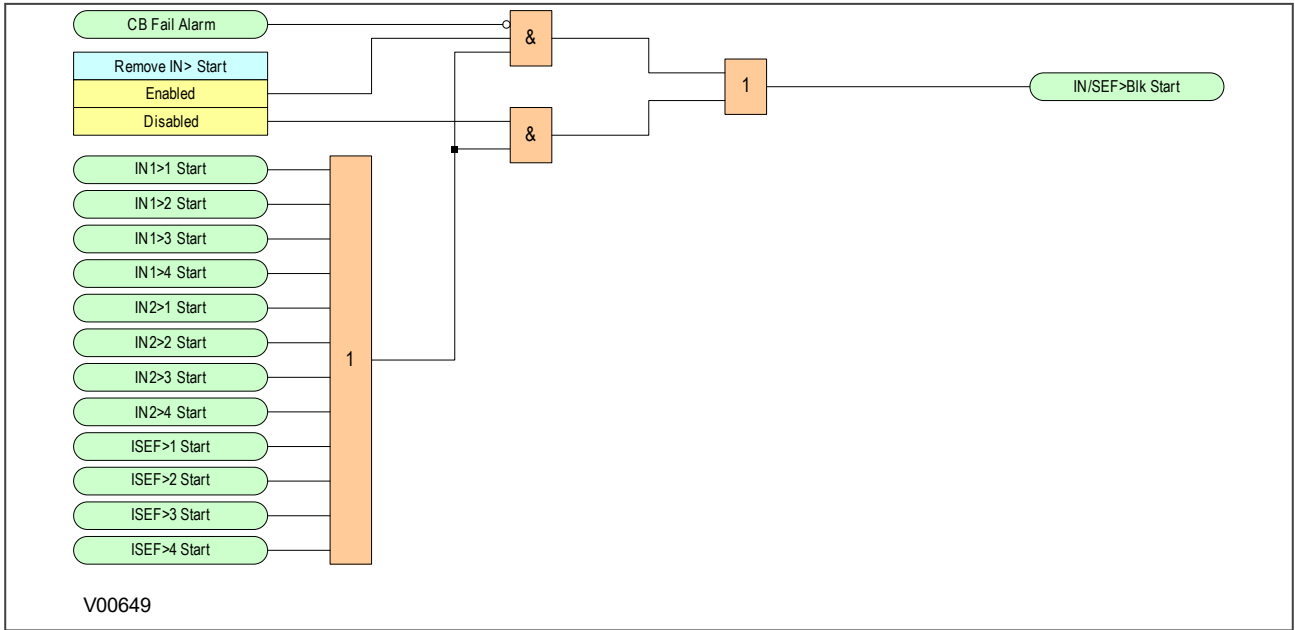 CB Fail Alarm
&
Remove IN> Start
Enabled
Disabled
1
IN/SEF>Blk Start
&
IN1>1 Start
IN1>2 Start
IN1>3 Start
IN1>4 Start
IN2>1 Start
IN2>2 Start
IN2>3 Start
IN2>4 Start
1
ISEF>1 Start
ISEF>2 Start
ISEF>3 Start
ISEF>4 Start
V00649